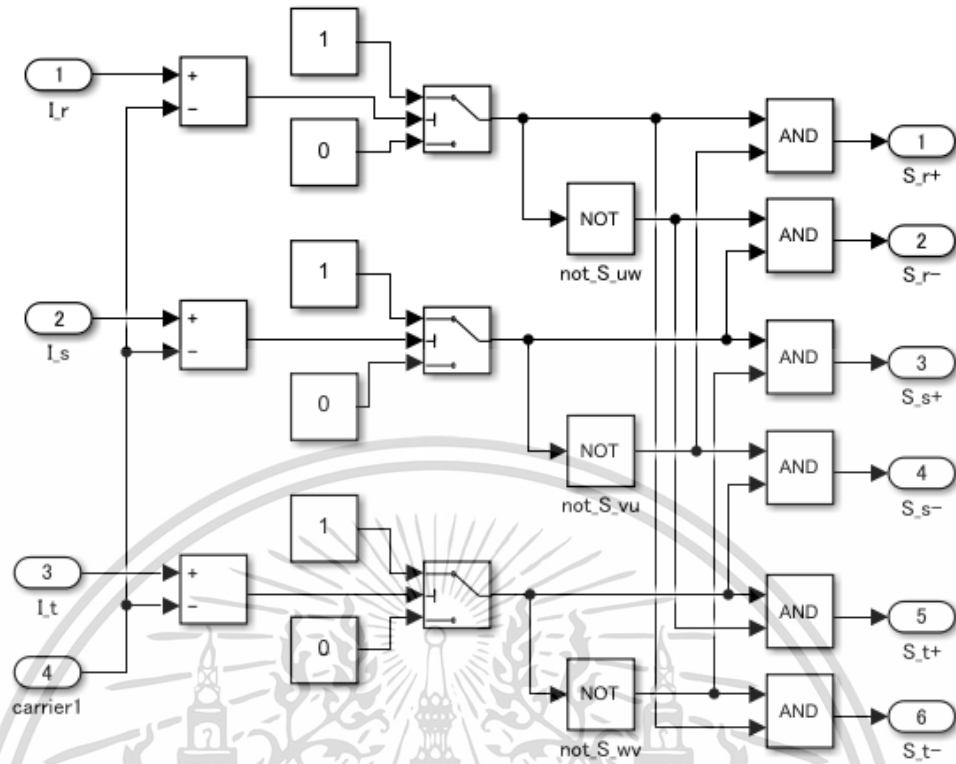 1
1
+
I_r
−
AND
1
0
S_r+
NOT
AND
2
not_S_uw
S_r-
1
2
+
I_s
−
AND
3
0
S_s+
NOT
AND
4
not_S_vu
S_s-
1
3
+
I_t
−
AND
5
0
S_t+
4
NOT
AND
6
carrier1
not_S_wv
S_t-